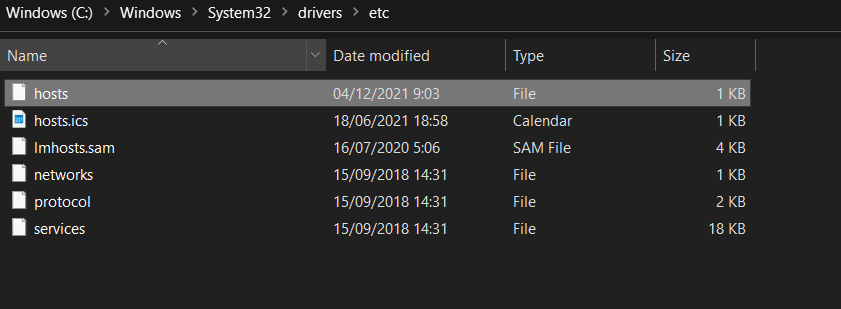 Windows (C:) > Windows > System32 > drivers > etc
Name Date modified Type Size
hosts 04/12/2021 9:03 File 1 KB
hosts.ics 18/06/2021 18:58 Calendar 1 KB
lmhosts.sam 16/07/2020 5:06 SAM File 4 KB
networks 15/09/2018 14:31 File 1 KB
protocol 15/09/2018 14:31 File 2 KB
services 15/09/2018 14:31 File 18 KB